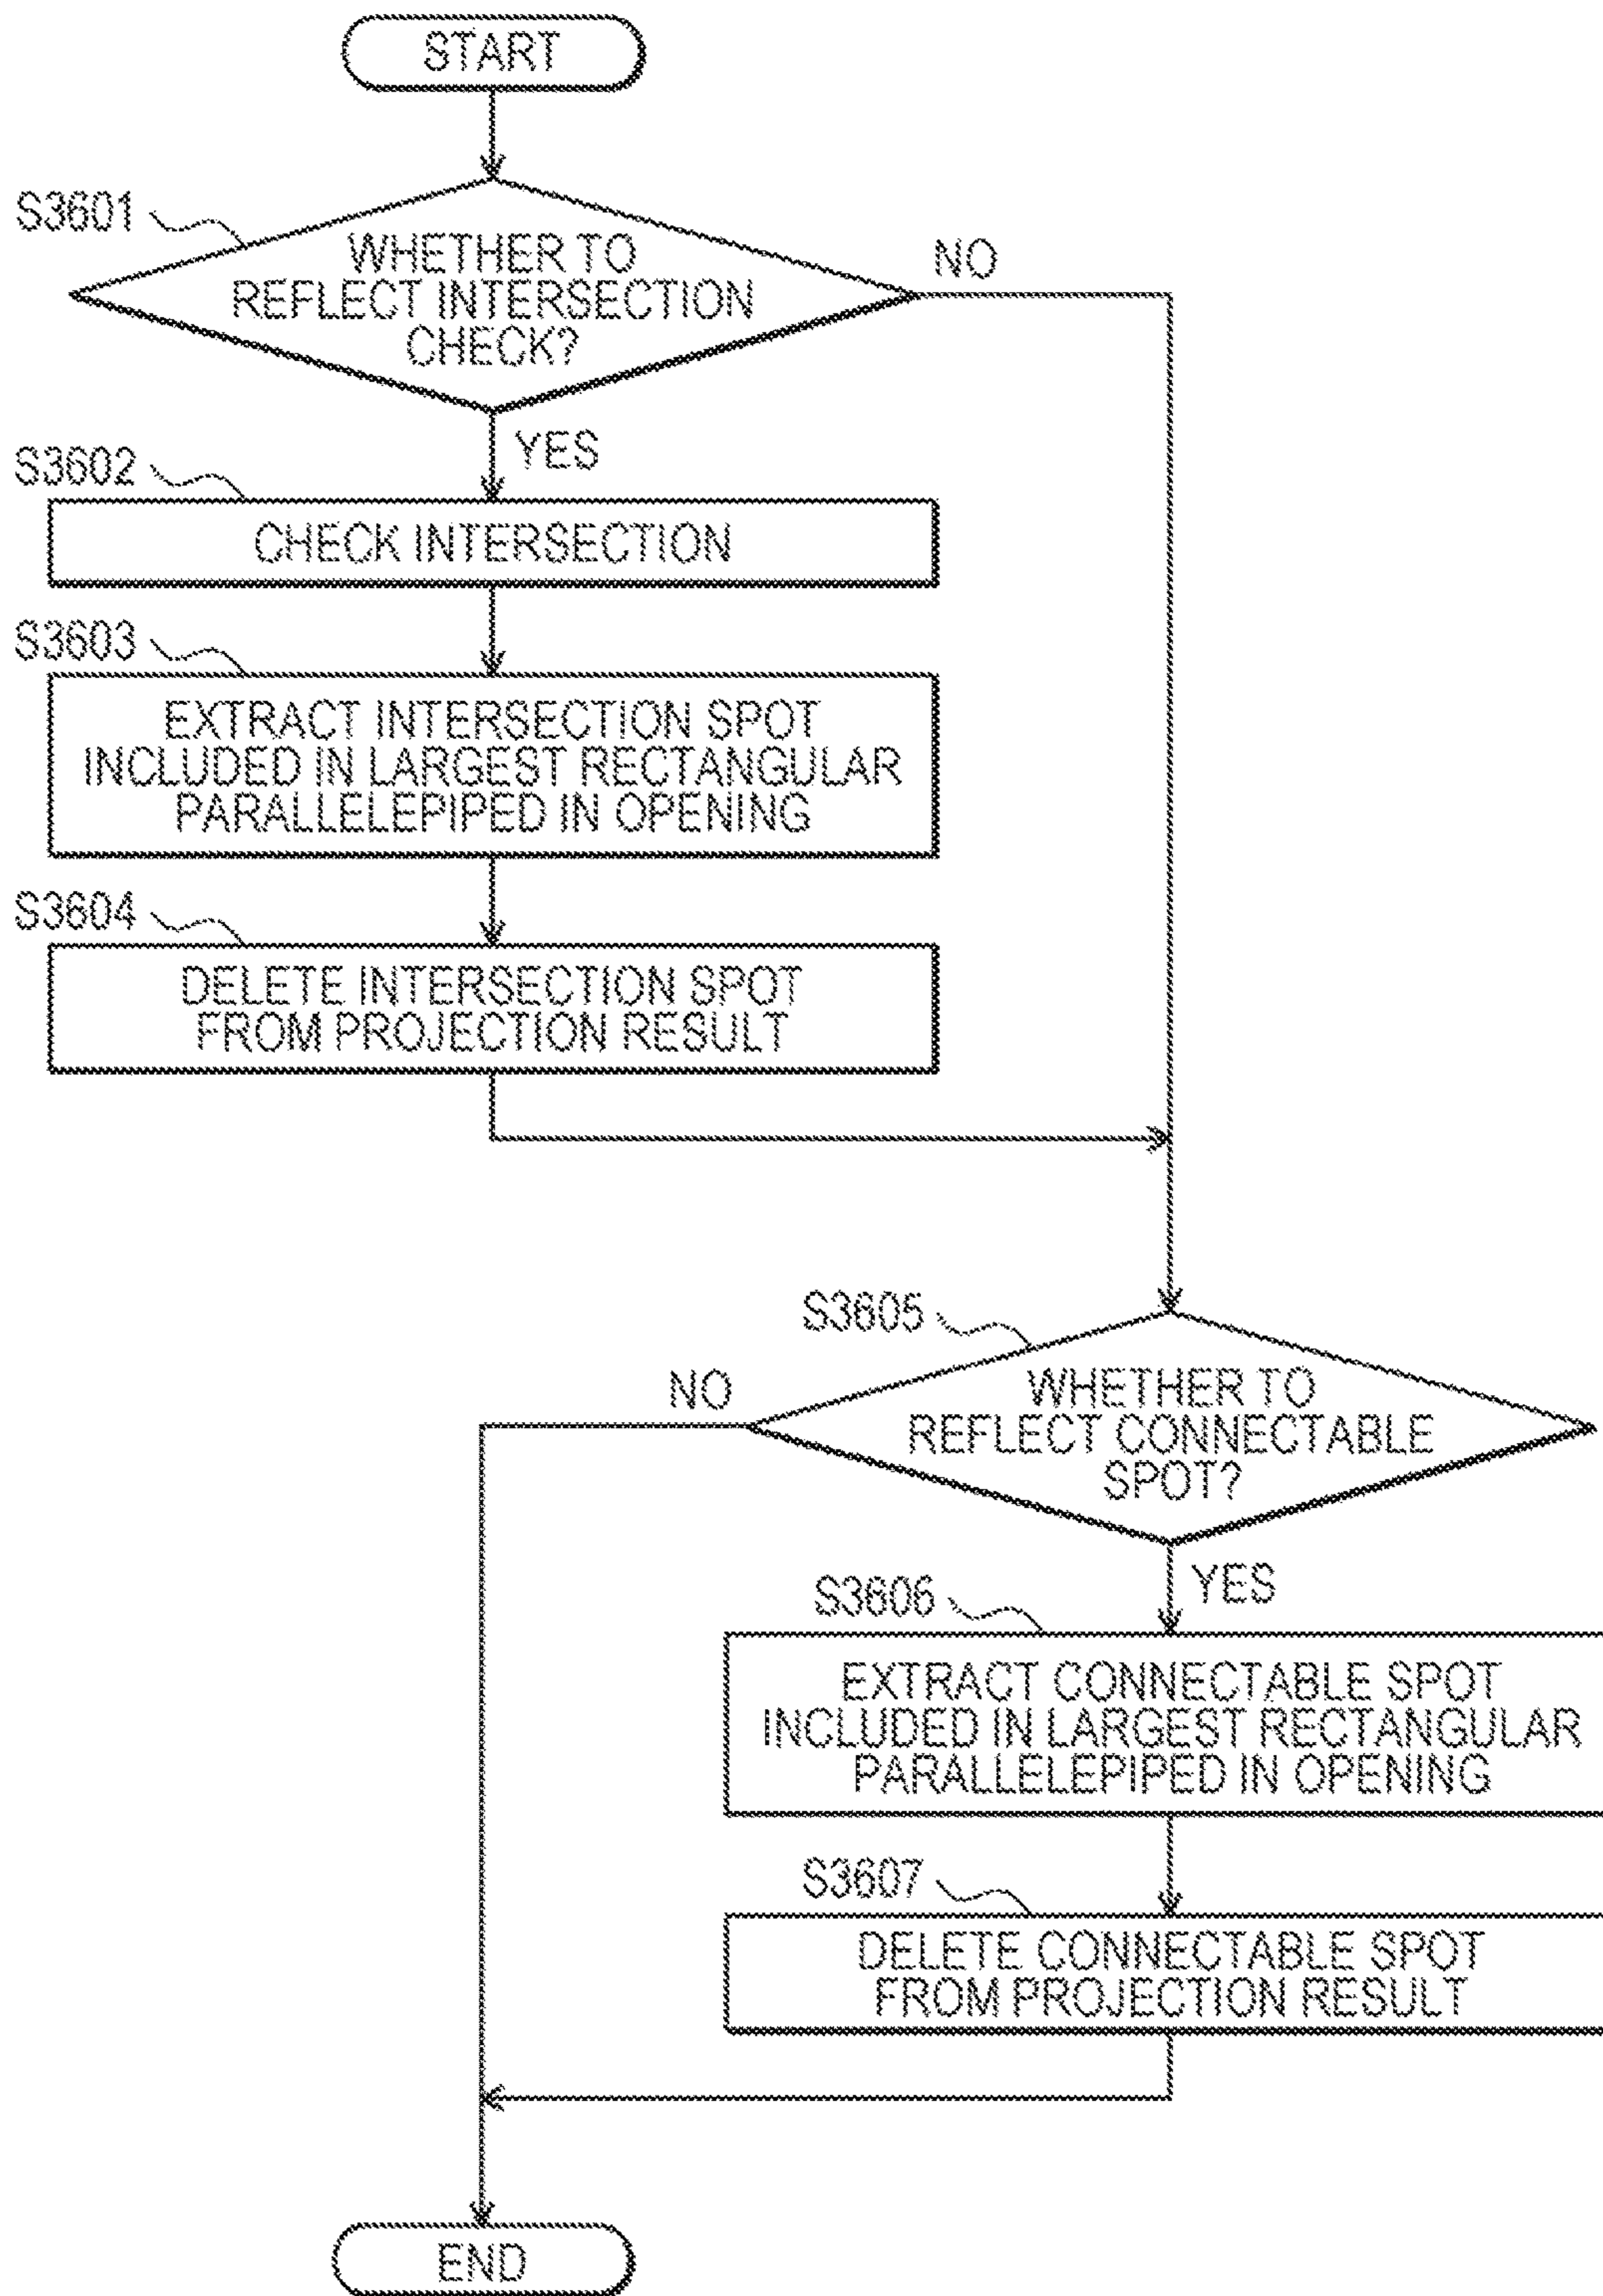 START
S3601
WHETHER TO
REFLECT INTERSECTION
CHECK?
NO
YES
S3602
CHECK INTERSECTION
S3603
EXTRACT INTERSECTION SPOT
INCLUDED IN LARGEST RECTANGULAR
PARALLELEPIPED IN OPENING
S3604
DELETE INTERSECTION SPOT
FROM PROJECTION RESULT
S3605
WHETHER TO
REFLECT CONNECTABLE
SPOT?
NO
YES
S3606
EXTRACT CONNECTABLE SPOT
INCLUDED IN LARGEST RECTANGULAR
PARALLELEPIPED IN OPENING
S3607
DELETE CONNECTABLE SPOT
FROM PROJECTION RESULT
END